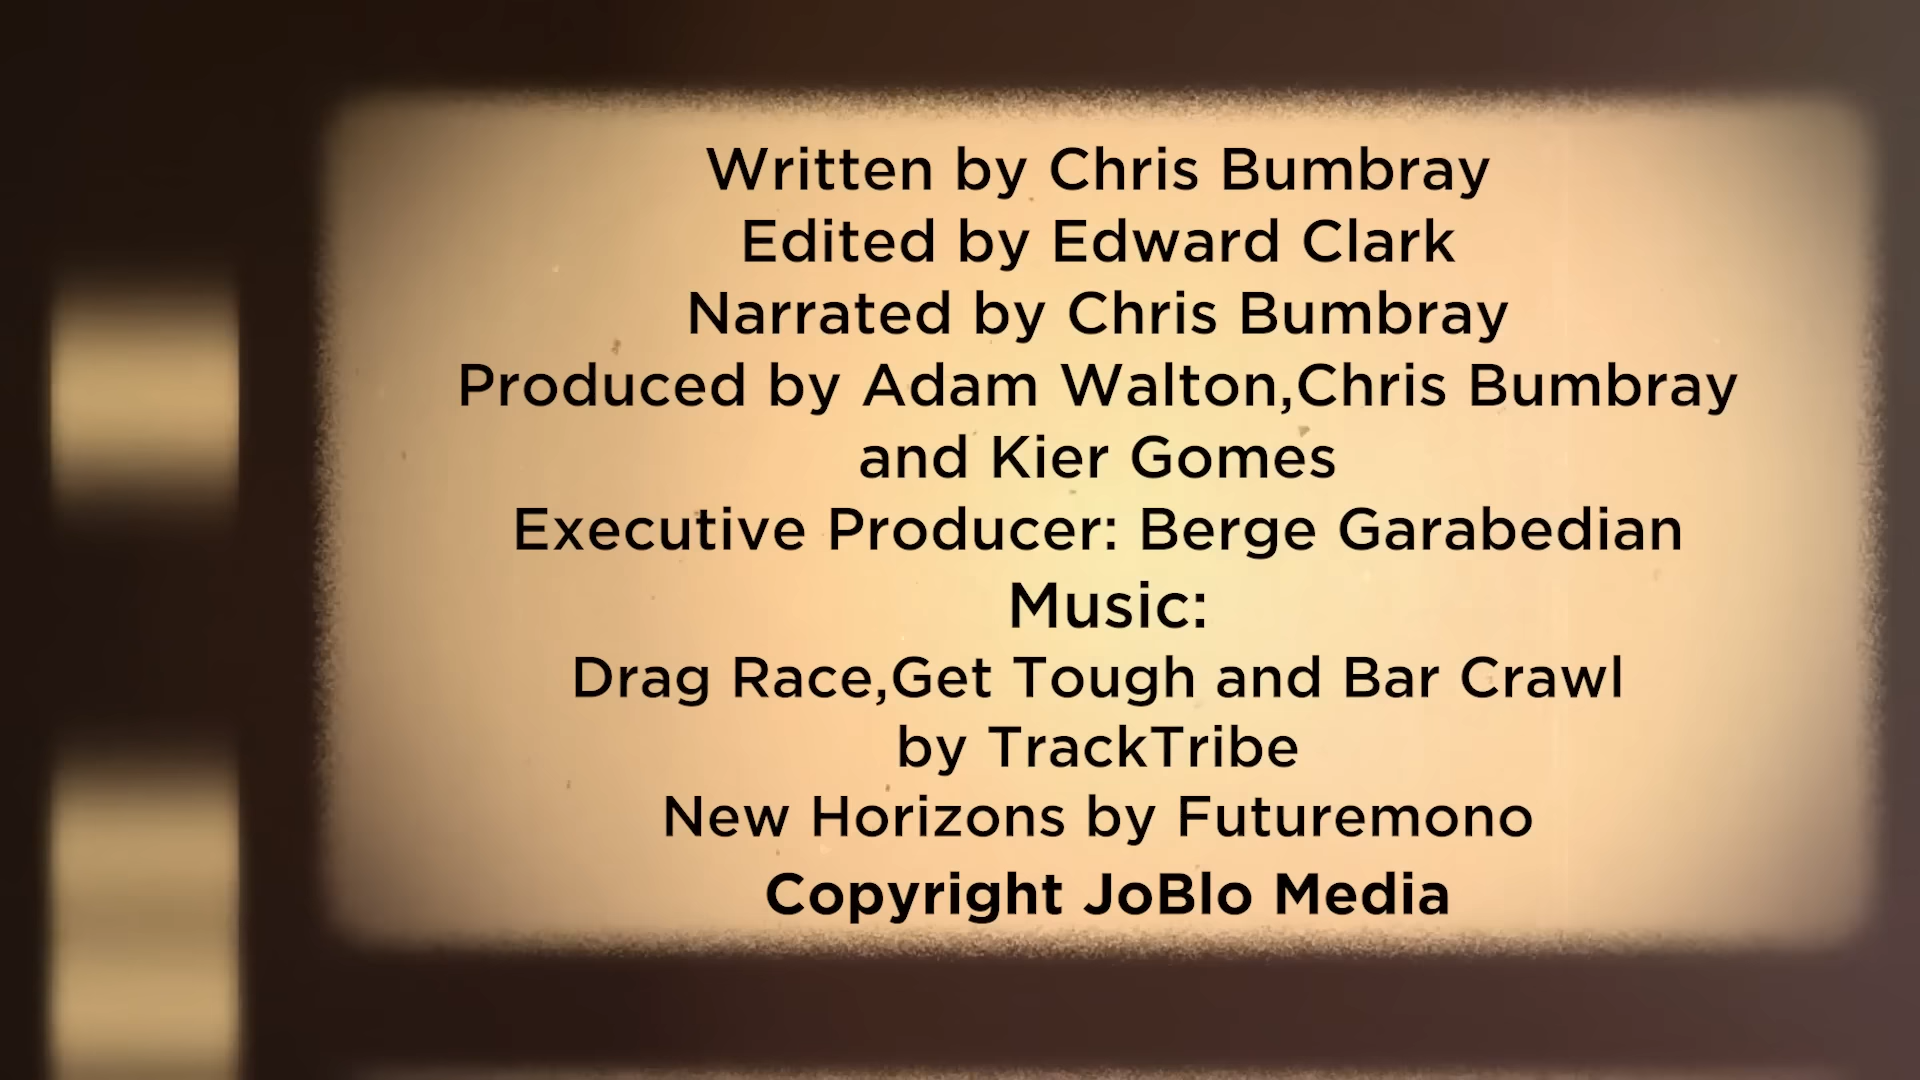 Written by Chris Bumbray
Edited by Edward Clark
Narrated by Chris Bumbray
Produced by Adam Walton,Chris Bumbray
and Kier Gomes
Executive Producer: Berge Garabedian
Music:
Drag Race,Get Tough and Bar Crawl
by TrackTribe
New Horizons by Futuremono
Copyright JoBlo Media